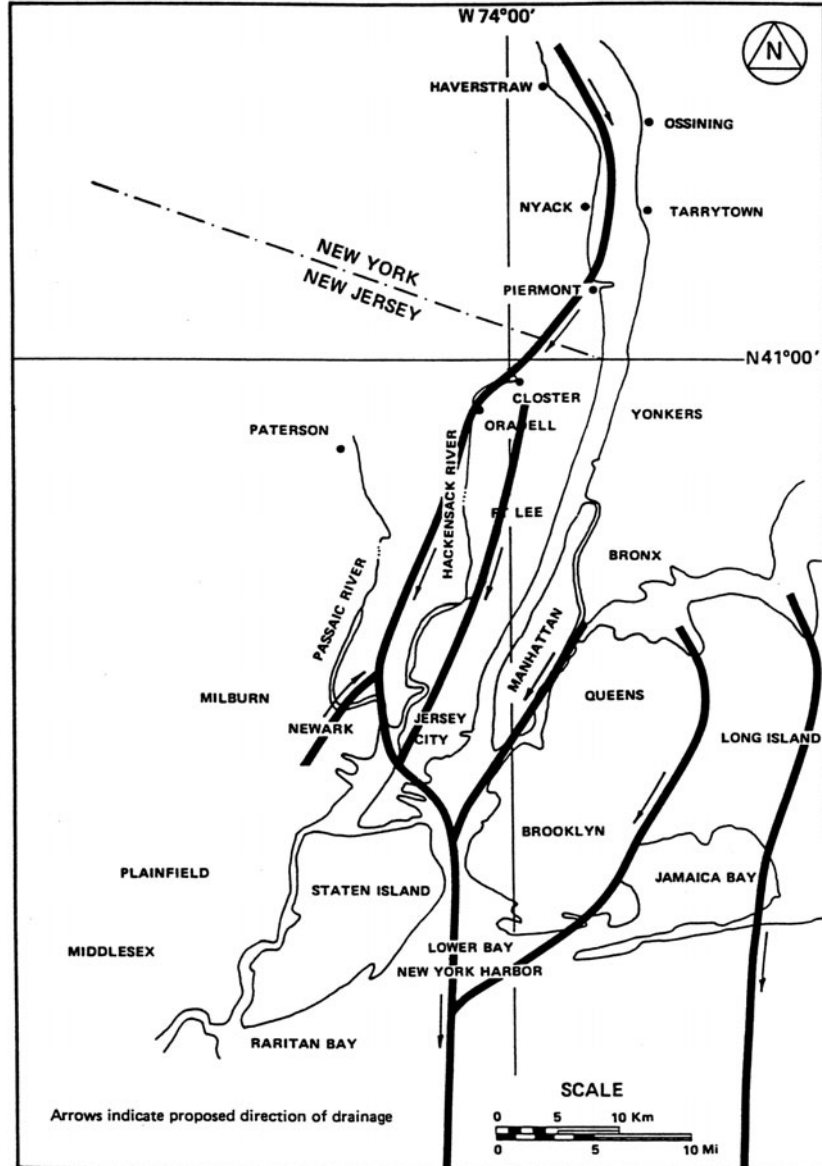 W 74°00'
N
HAVERSTRAW
OSSINING
NYACK
TARRYTOWN
NEW YORK
NEW JERSEY
PIERMONT
N 41°00'
CLOSTER
YONKERS
ORADELL
PATERSON
HACKENSACK RIVER
FT LEE
BRONX
PASSAIC RIVER
MANHATTAN
MILBURN
QUEENS
NEWARK
JERSEY
CITY
LONG ISLAND
BROOKLYN
PLAINFIELD
STATEN ISLAND
JAMAICA BAY
MIDDLESEX
LOWER BAY
NEW YORK HARBOR
RARITAN BAY
SCALE
Arrows indicate proposed direction of drainage
0 5 10 Km
0 5 10 Mi